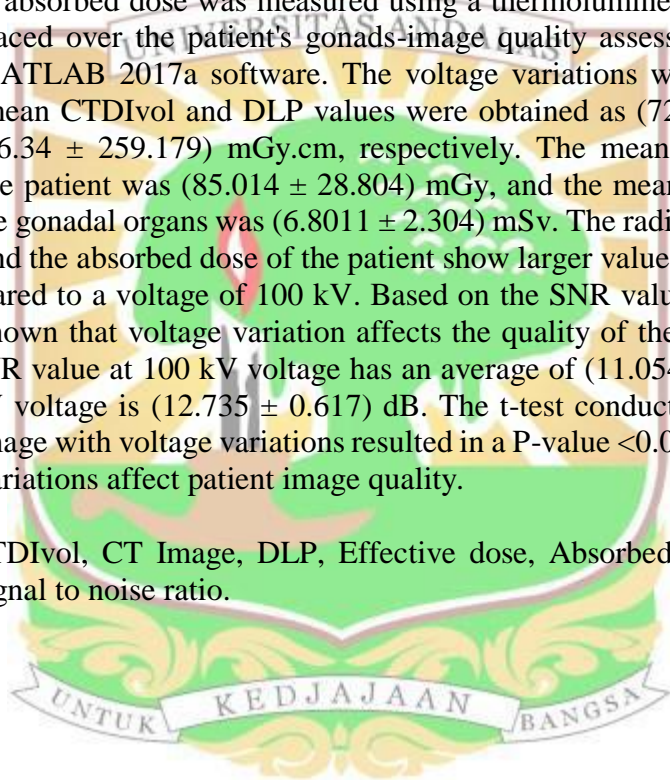 absorbed dose was measured using a
aced over the patient's gonads-image quality assess
ATLAB 2017a software. The voltage variations w
mean CTDIvol and DLP values were obtained as (72
6.34 ± 259.179) mGy.cm, respectively. The mean
e patient was (85.014 ± 28.804) mGy, and the mean
e gonadal organs was (6.8011 ± 2.304) mSv. The radi
nd the absorbed dose of the patient show larger value
ared to a voltage of 100 kV. Based on the SNR valu
nown that voltage variation affects the quality of the
R value at 100 kV voltage has an average of (11.054
voltage is (12.735 ± 0.617) dB. The t-test conduct
nage with voltage variations resulted in a P-value <0.0
ariations affect patient image quality.
TDIvol, CT Image, DLP, Effective dose, Absorbed
gnal to noise ratio.
UNIVERSITAS ANDALAS
UNTUK KEDJAJAAN BANGSA